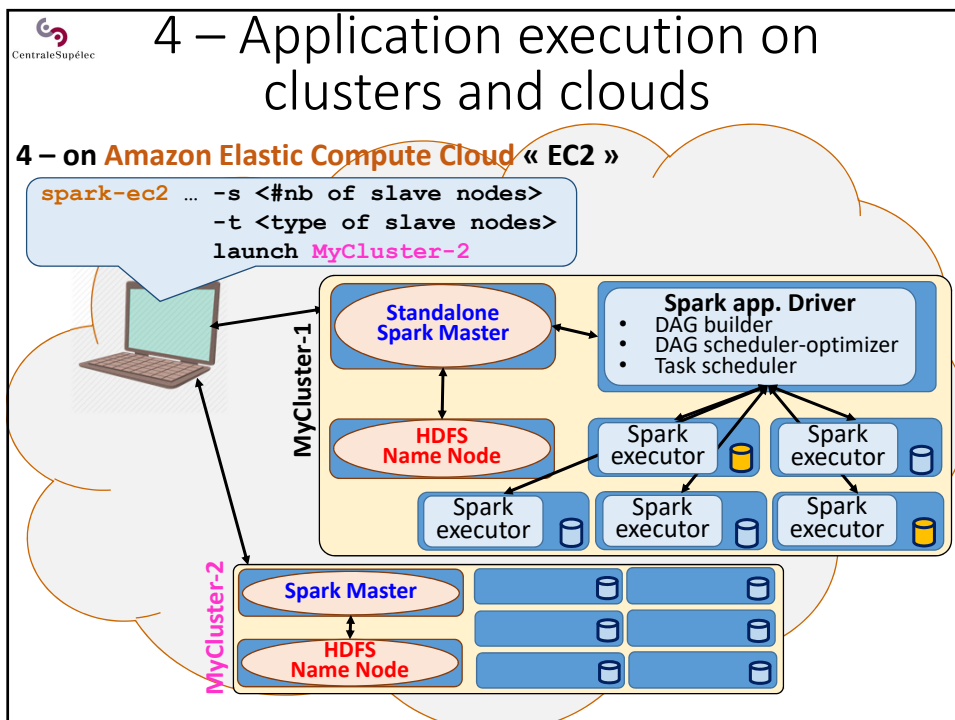 CentraleSupélec
4 – Application execution on
clusters and clouds
4 – on Amazon Elastic Compute Cloud « EC2 »
spark-ec2 … -s <#nb of slave nodes>
-t <type of slave nodes>
launch MyCluster-2
MyCluster-1
Standalone
Spark Master
Spark app. Driver
• DAG builder
• DAG scheduler-optimizer
• Task scheduler
HDFS
Name Node
Spark
executor
Spark
executor
Spark
executor
Spark
executor
Spark
executor
MyCluster-2
Spark Master
HDFS
Name Node